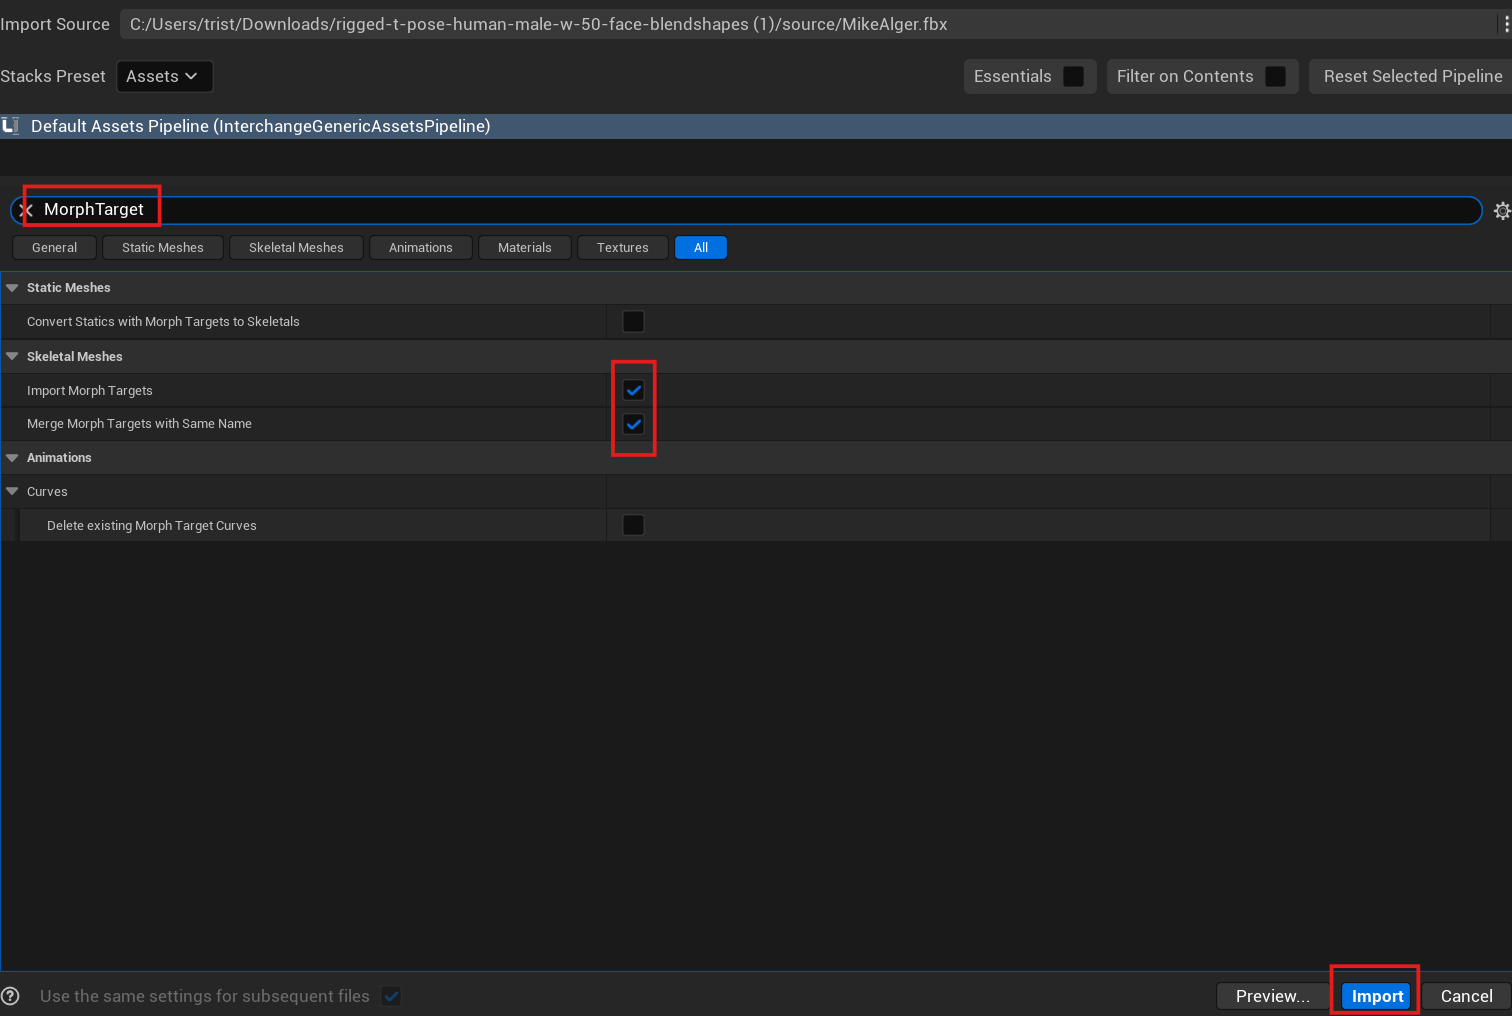 Import Source C:/Users/trist/Downloads/rigged-t-pose-human-male-w-50-face-blendshapes (1)/source/MikeAlger.fbx
Stacks Preset Assets Essentials Filter on Contents Reset Selected Pipeline
Default Assets Pipeline (InterchangeGenericAssetsPipeline)
MorphTarget
General Static Meshes Skeletal Meshes Animations Materials Textures All
Static Meshes
Convert Statics with Morph Targets to Skeletals
Skeletal Meshes
Import Morph Targets
Merge Morph Targets with Same Name
Animations
Curves
Delete existing Morph Target Curves
Use the same settings for subsequent files Preview... Import Cancel